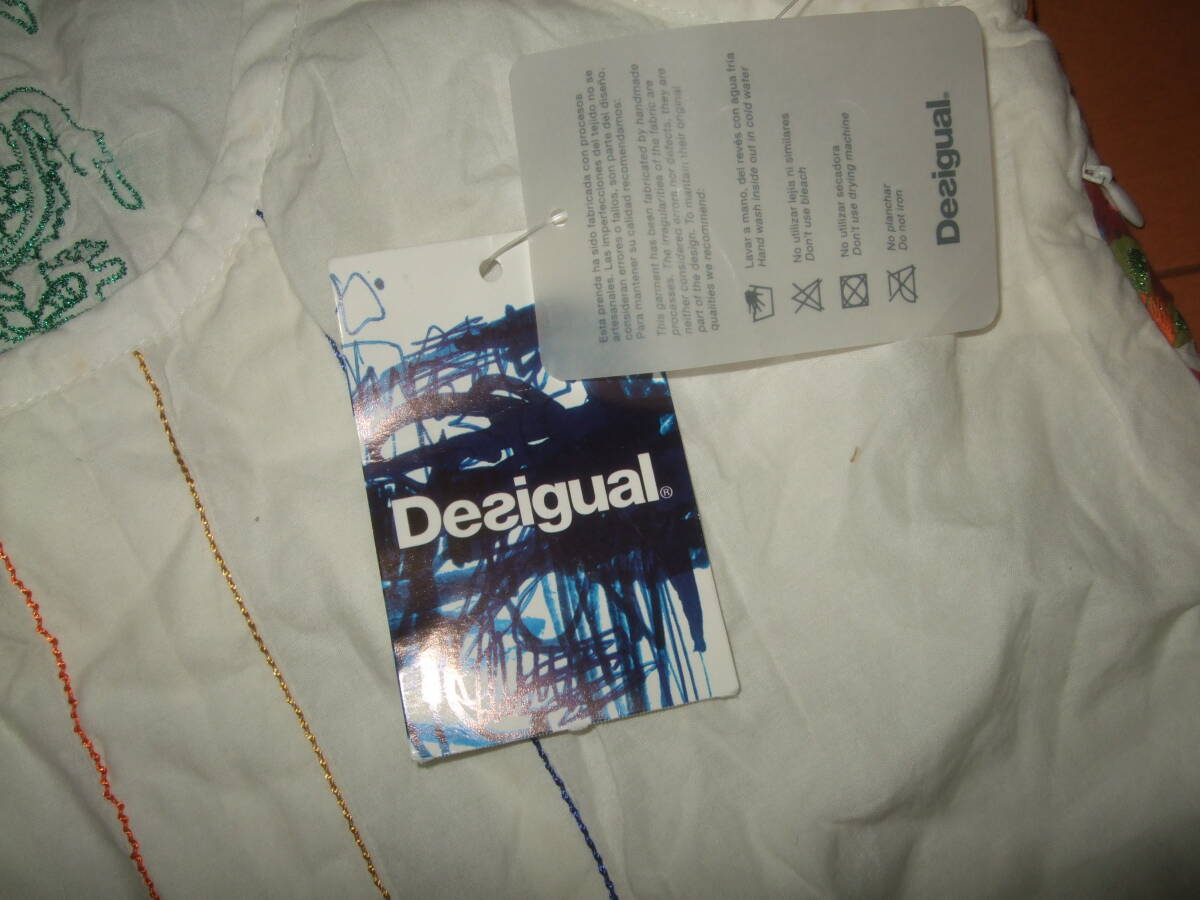 Esta prenda ha sido fabricada con procesos
artesanales. Las imperfecciones del tejido no se
consideran errores o fallos, son parte del diseño.
Para mantener su calidad recomendamos:
This garment has been fabricated by handmade
processes. The irregularities of the fabric are
neither considered errors nor defects, they are
part of the design. To maintain their original
qualities we recommend:
Lavar a mano, del revés con agua fría
Hand wash inside out in cold water
No utilizar lejía ni similares
Don't use bleach
No utilizar secadora
Don't use drying machine
No planchar
Do not iron
Desigual.
Desigual®